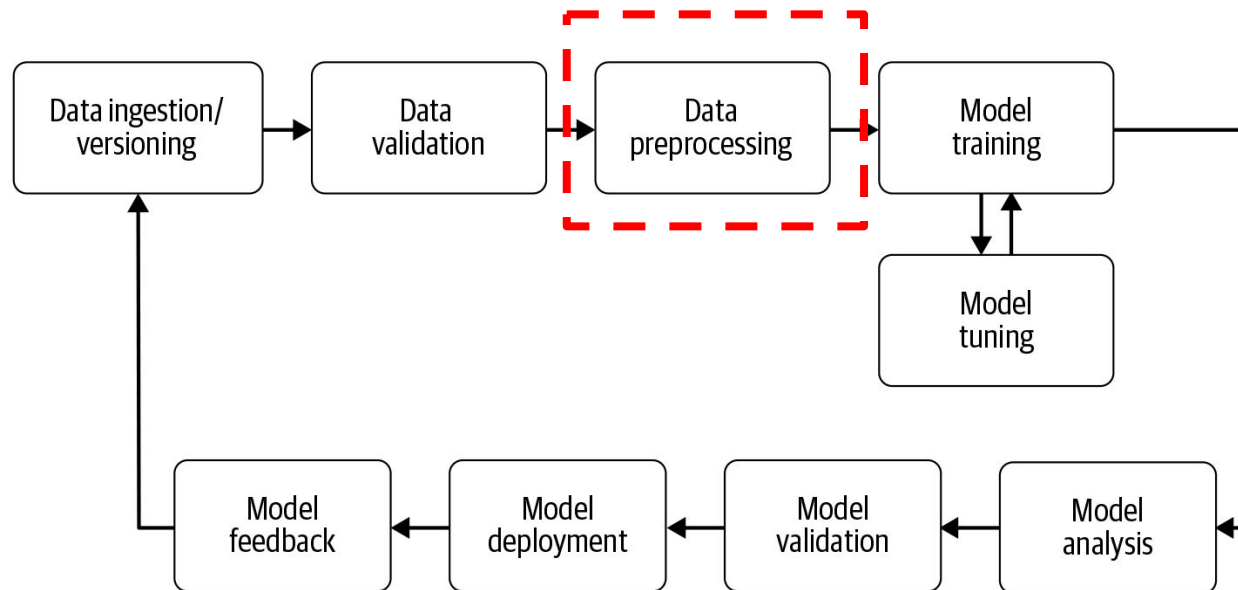 Data ingestion/
versioning
Data
validation
Data
preprocessing
Model
training
Model
tuning
Model
feedback
Model
deployment
Model
validation
Model
analysis